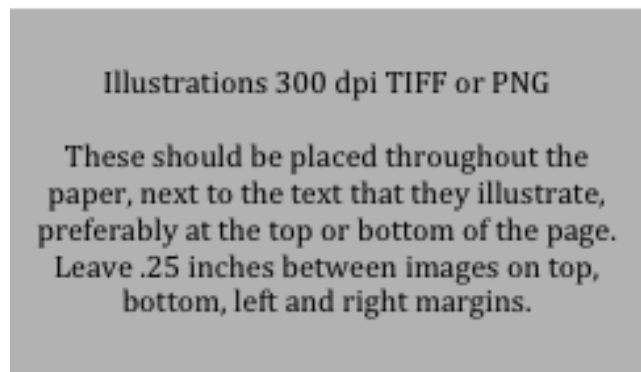 Illustrations 300 dpi TIFF or PNG
These should be placed throughout the
paper, next to the text that they illustrate,
preferably at the top or bottom of the page.
Leave .25 inches between images on top,
bottom, left and right margins.